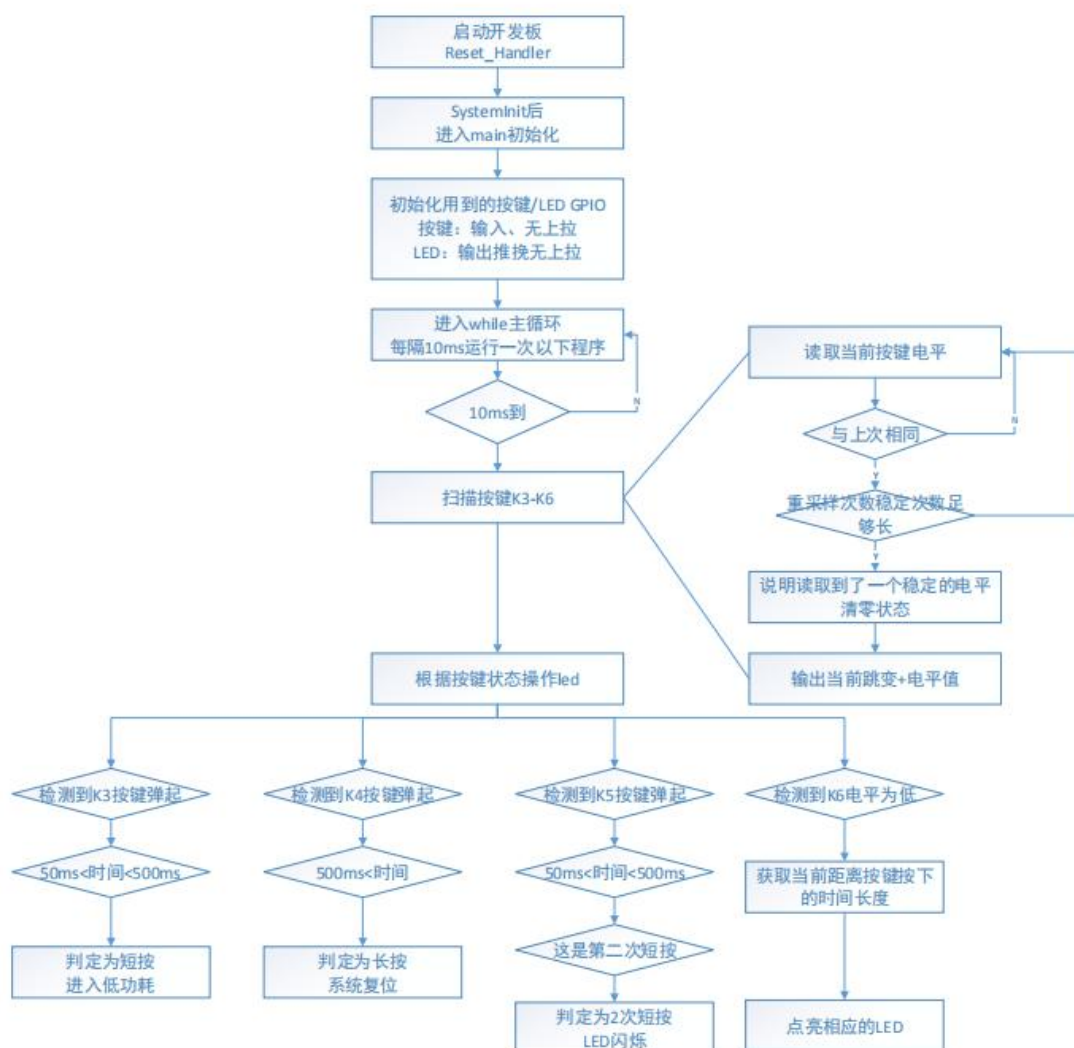 启动开发板
Reset_Handler
SystemInit后
进入main初始化
初始化用到的按键/LED GPIO
按键：输入、无上拉
LED：输出推挽无上拉
进入while主循环
每隔10ms运行一次以下程序
N
10ms到
扫描按键K3-K6
读取当前按键电平
N
与上次相同
Y
重采样次数稳定次数足
够长
Y
说明读取到了一个稳定的电平
清零状态
输出当前跳变+电平值
根据按键状态操作led
检测到K3按键弹起
50ms<时间<500ms
判定为短按
进入低功耗
检测到K4按键弹起
500ms<时间
判定为长按
系统复位
检测到K5按键弹起
50ms<时间<500ms
这是第二次短按
判定为2次短按
LED闪烁
检测到K6电平为低
获取当前距离按键按下
的时间长度
点亮相应的LED